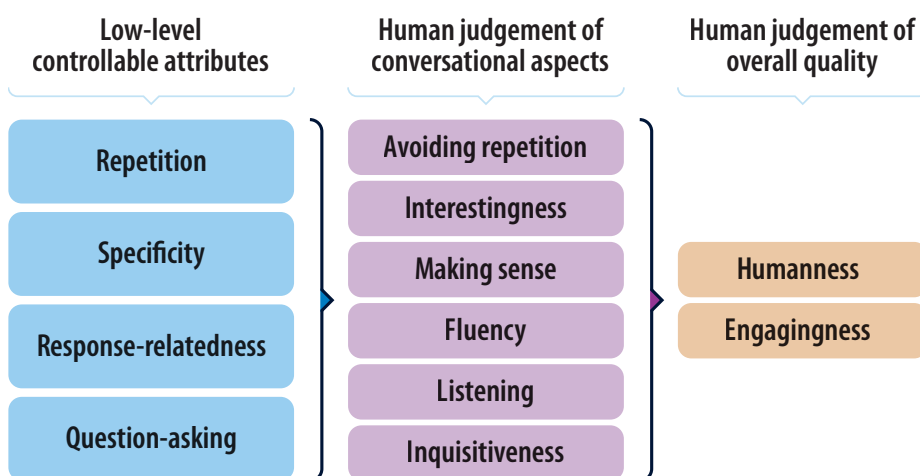 Low-level
controllable attributes
Human judgement of
conversational aspects
Human judgement of
overall quality
Repetition
Specificity
Response-relatedness
Question-asking
Avoiding repetition
Interestingness
Making sense
Fluency
Listening
Inquisitiveness
Humanness
Engagingness